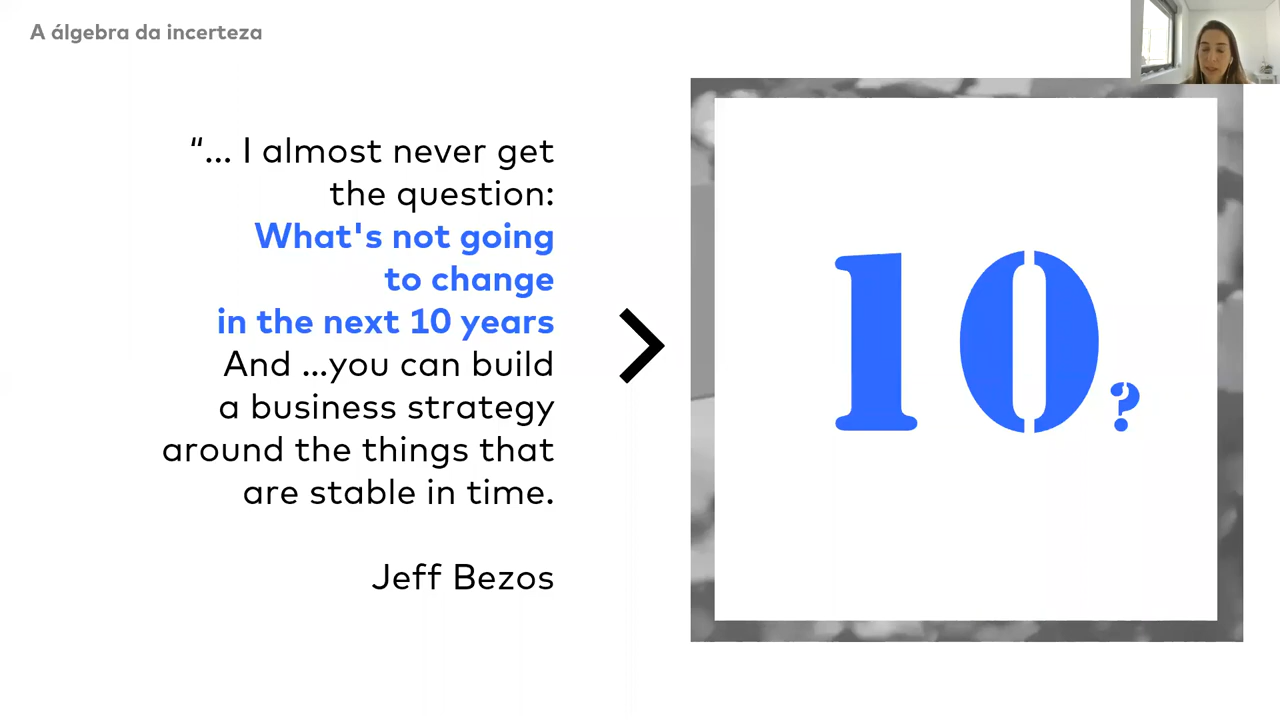 A álgebra da incerteza
“... I almost never get
the question:
What's not going
to change
in the next 10 years
And ...you can build
a business strategy
around the things that
are stable in time.
Jeff Bezos
10?